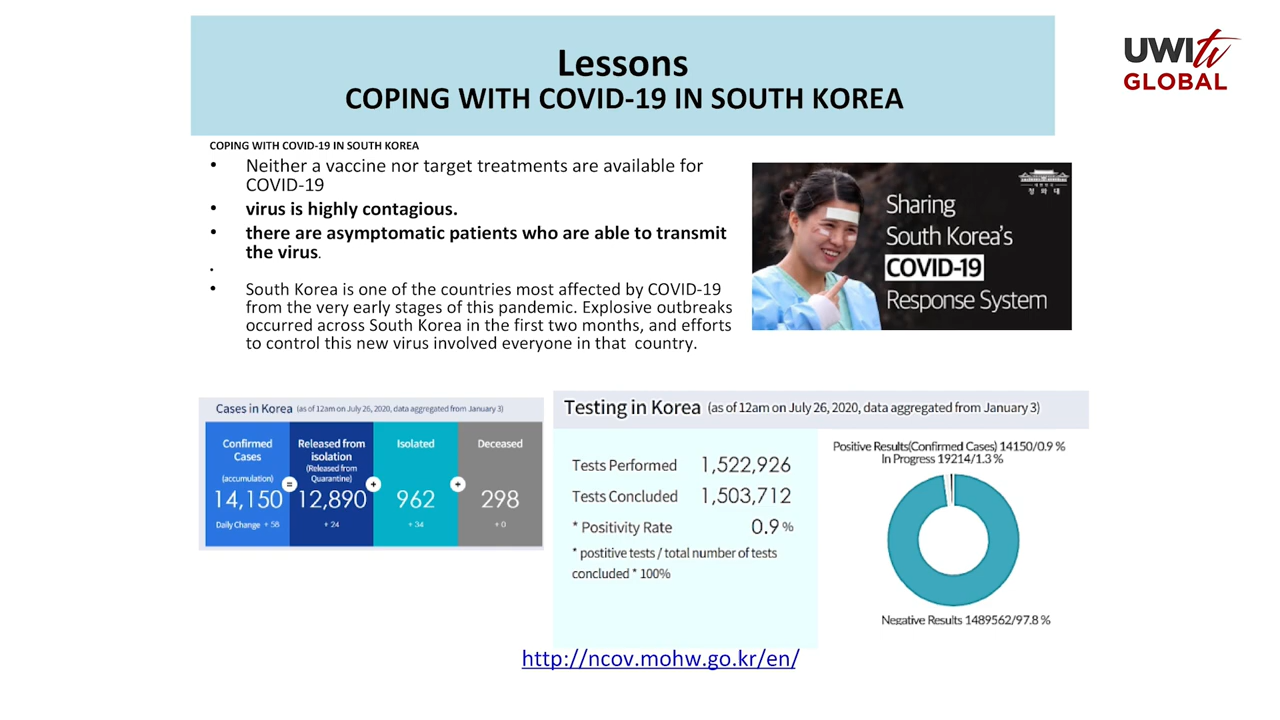 Lessons
COPING WITH COVID-19 IN SOUTH KOREA
UWItv
GLOBAL
COPING WITH COVID-19 IN SOUTH KOREA
• Neither a vaccine nor target treatments are available for
COVID-19
• virus is highly contagious.
• there are asymptomatic patients who are able to transmit
the virus.
•
• South Korea is one of the countries most affected by COVID-19
from the very early stages of this pandemic. Explosive outbreaks
occurred across South Korea in the first two months, and efforts
to control this new virus involved everyone in that country.
대한민국
청와대
Sharing
South Korea's
COVID-19
Response System
Cases in Korea (as of 12am on July 26, 2020, data aggregated from January 3)
Confirmed
Cases
(accumulation)
14,150
Daily Change + 58
=
Released from
isolation
(Released from
Quarantine)
12,890
+ 24
+
Isolated
962
+ 34
+
Deceased
298
+ 0
Testing in Korea (as of 12am on July 26, 2020, data aggregated from January 3)
Tests Performed 1,522,926
Tests Concluded 1,503,712
* Positivity Rate 0.9 %
* postitive tests / total number of tests
concluded * 100%
Positive Results(Confirmed Cases) 14150/0.9 %
In Progress 19214/1.3 %
Negative Results 1489562/97.8 %
http://ncov.mohw.go.kr/en/